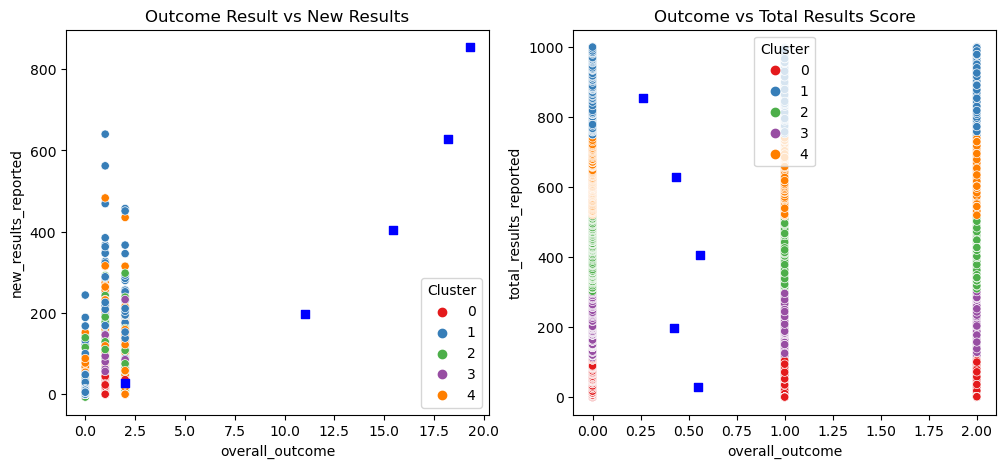 Outcome Result vs New Results
new_results_reported
800
600
400
200
0
0.0 2.5 5.0 7.5 10.0 12.5 15.0 17.5 20.0
overall_outcome
Cluster
0
1
2
3
4
Outcome vs Total Results Score
total_results_reported
1000
800
600
400
200
0
0.00 0.25 0.50 0.75 1.00 1.25 1.50 1.75 2.00
overall_outcome
Cluster
0
1
2
3
4